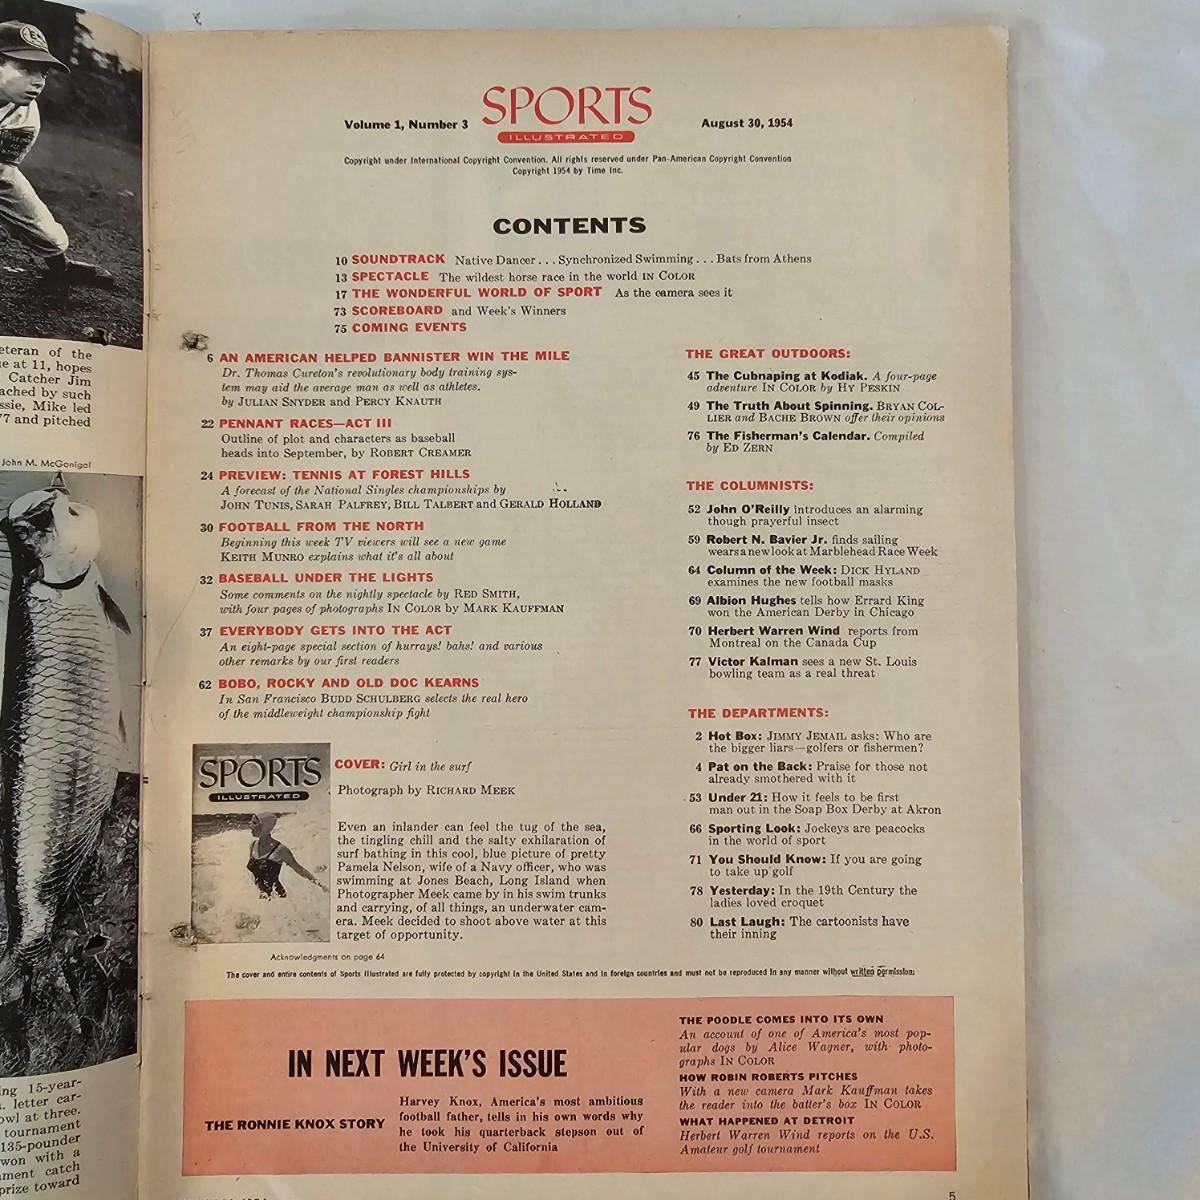 eteran of the
e at 11, hopes
Catcher Jim
ached by such
ssie, Mike led
77 and pitched
John M. McGonigal
ing 15-year-
. letter car-
owl at three.
tournament
135-pounder
won with a
ment catch
prize toward
Volume 1, Number 3
SPORTS
ILLUSTRATED
August 30, 1954
Copyright under International Copyright Convention. All rights reserved under Pan-American Copyright Convention
Copyright 1954 by Time Inc.
CONTENTS
10 SOUNDTRACK Native Dancer . . . Synchronized Swimming . . . Bats from Athens
13 SPECTACLE The wildest horse race in the world IN COLOR
17 THE WONDERFUL WORLD OF SPORT As the camera sees it
73 SCOREBOARD and Week's Winners
75 COMING EVENTS
6 AN AMERICAN HELPED BANNISTER WIN THE MILE
Dr. Thomas Cureton's revolutionary body training sys-
tem may aid the average man as well as athletes.
by JULIAN SNYDER and PERCY KNAUTH
22 PENNANT RACES—ACT III
Outline of plot and characters as baseball
heads into September, by ROBERT CREAMER
24 PREVIEW: TENNIS AT FOREST HILLS
A forecast of the National Singles championships by
JOHN TUNIS, SARAH PALFREY, BILL TALBERT and GERALD HOLLAND
30 FOOTBALL FROM THE NORTH
Beginning this week TV viewers will see a new game
KEITH MUNRO explains what it's all about
32 BASEBALL UNDER THE LIGHTS
Some comments on the nightly spectacle by RED SMITH,
with four pages of photographs IN COLOR by MARK KAUFFMAN
37 EVERYBODY GETS INTO THE ACT
An eight-page special section of hurrays! bahs! and various
other remarks by our first readers
62 BOBO, ROCKY AND OLD DOC KEARNS
In San Francisco BUDD SCHULBERG selects the real hero
of the middleweight championship fight
SPORTS
ILLUSTRATED
COVER: Girl in the surf
Photograph by RICHARD MEEK
Even an inlander can feel the tug of the sea,
the tingling chill and the salty exhilaration of
surf bathing in this cool, blue picture of pretty
Pamela Nelson, wife of a Navy officer, who was
swimming at Jones Beach, Long Island when
Photographer Meek came by in his swim trunks
and carrying, of all things, an underwater cam-
era. Meek decided to shoot above water at this
target of opportunity.
Acknowledgments on page 64
THE GREAT OUTDOORS:
45 The Cubnaping at Kodiak. A four-page
adventure IN COLOR by HY PESKIN
49 The Truth About Spinning. BRYAN COL-
LIER and BACHE BROWN offer their opinions
76 The Fisherman's Calendar. Compiled
by ED ZERN
THE COLUMNISTS:
52 John O'Reilly introduces an alarming
though prayerful insect
59 Robert N. Bavier Jr. finds sailing
wears a new look at Marblehead Race Week
64 Column of the Week: DICK HYLAND
examines the new football masks
69 Albion Hughes tells how Errard King
won the American Derby in Chicago
70 Herbert Warren Wind reports from
Montreal on the Canada Cup
77 Victor Kalman sees a new St. Louis
bowling team as a real threat
THE DEPARTMENTS:
2 Hot Box: JIMMY JEMAIL asks: Who are
the bigger liars—golfers or fishermen?
4 Pat on the Back: Praise for those not
already smothered with it
53 Under 21: How it feels to be first
man out in the Soap Box Derby at Akron
66 Sporting Look: Jockeys are peacocks
in the world of sport
71 You Should Know: If you are going
to take up golf
78 Yesterday: In the 19th Century the
ladies loved croquet
80 Last Laugh: The cartoonists have
their inning
The cover and entire contents of Sports Illustrated are fully protected by copyright in the United States and in foreign countries and must not be reproduced in any manner without written permission.
IN NEXT WEEK'S ISSUE
THE RONNIE KNOX STORY
Harvey Knox, America's most ambitious
football father, tells in his own words why
he took his quarterback stepson out of
the University of California
THE POODLE COMES INTO ITS OWN
An account of one of America's most pop-
ular dogs by Alice Wagner, with photo-
graphs IN COLOR
HOW ROBIN ROBERTS PITCHES
With a new camera Mark Kauffman takes
the reader into the batter's box IN COLOR
WHAT HAPPENED AT DETROIT
Herbert Warren Wind reports on the U.S.
Amateur golf tournament
5